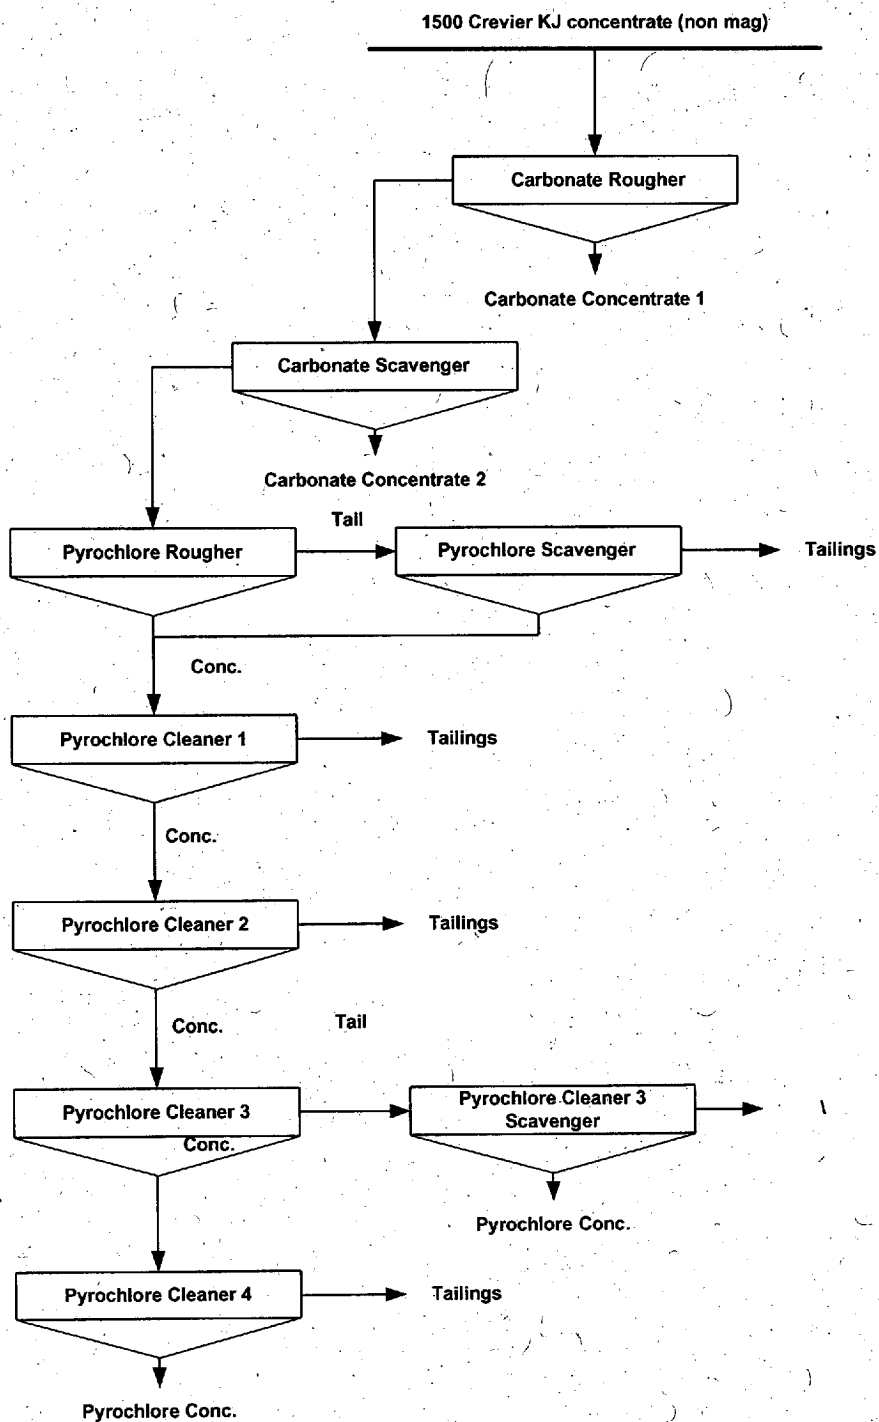 1500 Crevier KJ concentrate (non mag)
Carbonate Rougher
Carbonate Concentrate 1
Carbonate Scavenger
Carbonate Concentrate 2
Tail
Pyrochlore Rougher
Pyrochlore Scavenger
Tailings
Conc.
Pyrochlore Cleaner 1
Tailings
Conc.
Pyrochlore Cleaner 2
Tailings
Conc.
Tail
Pyrochlore Cleaner 3
Pyrochlore Cleaner 3
Scavenger
Conc.
Pyrochlore Conc.
Pyrochlore Cleaner 4
Tailings
Pyrochlore Conc.